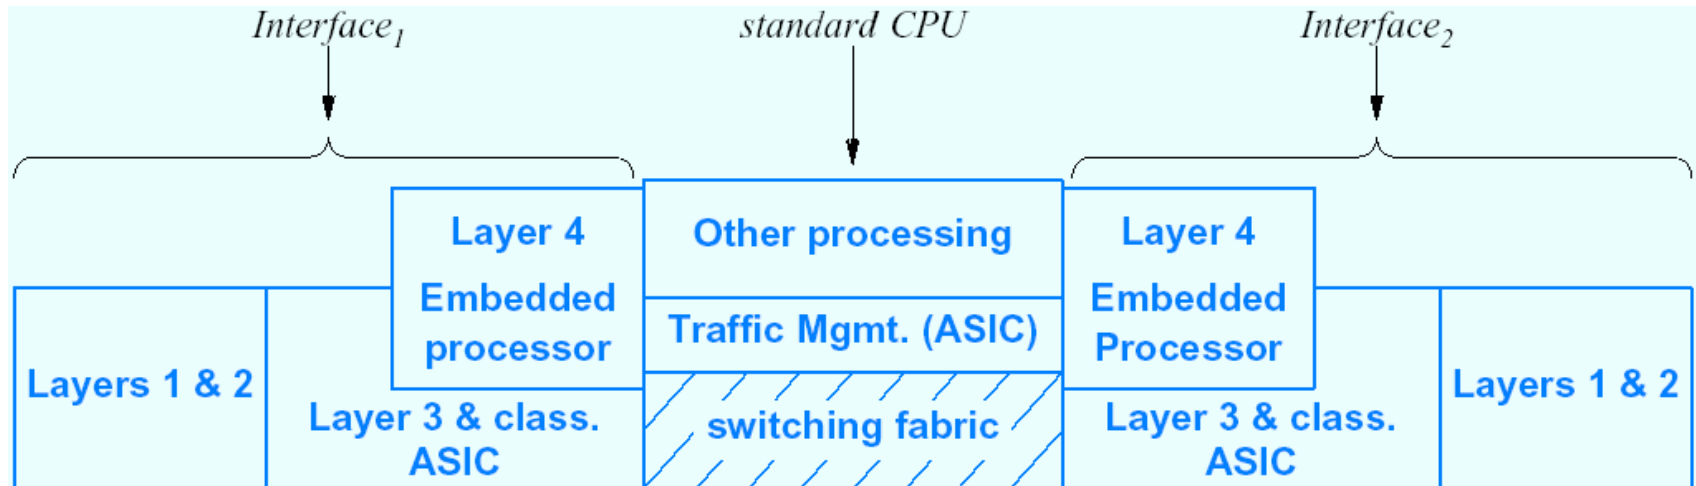 Interface1
standard CPU
Interface2
Layer 4
Embedded
processor
Other processing
Layer 4
Embedded
Processor
Traffic Mgmt. (ASIC)
Layers 1 & 2
Layer 3 & class.
ASIC
switching fabric
Layer 3 & class.
ASIC
Layers 1 & 2